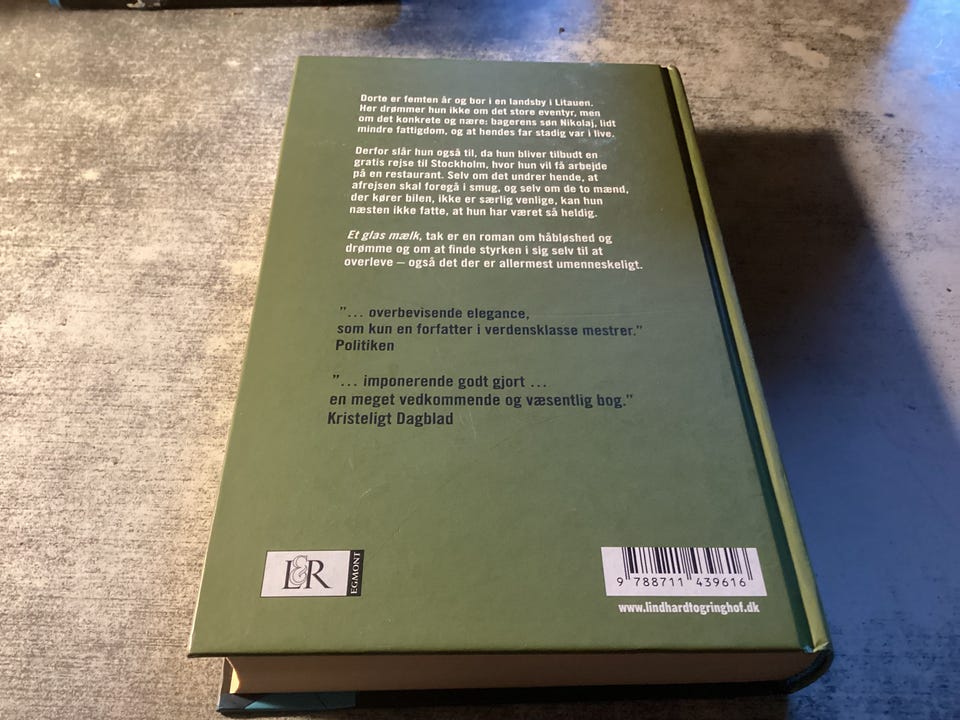 Dorte er femten år og bor i en landsby i Litauen.
Her drømmer hun ikke om det store eventyr, men
om det konkrete og nære: bagerens søn Nikolaj, lidt
mindre fattigdom, og at hendes far stadig var i live.
Derfor slår hun også til, da hun bliver tilbudt en
gratis rejse til Stockholm, hvor hun vil få arbejde
på en restaurant. Selv om det undrer hende, at
afrejsen skal foregå i smug, og selv om de to mænd,
der kører bilen, ikke er særlig venlige, kan hun
næsten ikke fatte, at hun har været så heldig.
Et glas mælk, tak er en roman om håbløshed og
drømme og om at finde styrken i sig selv til at
overleve – også det der er allermest umenneskeligt.
"... overbevisende elegance,
som kun en forfatter i verdensklasse mestrer."
Politiken
"... imponerende godt gjort ...
en meget vedkommende og væsentlig bog."
Kristeligt Dagblad
L&R
EGMONT
9 788711 439616
www.lindhardtogringhof.dk